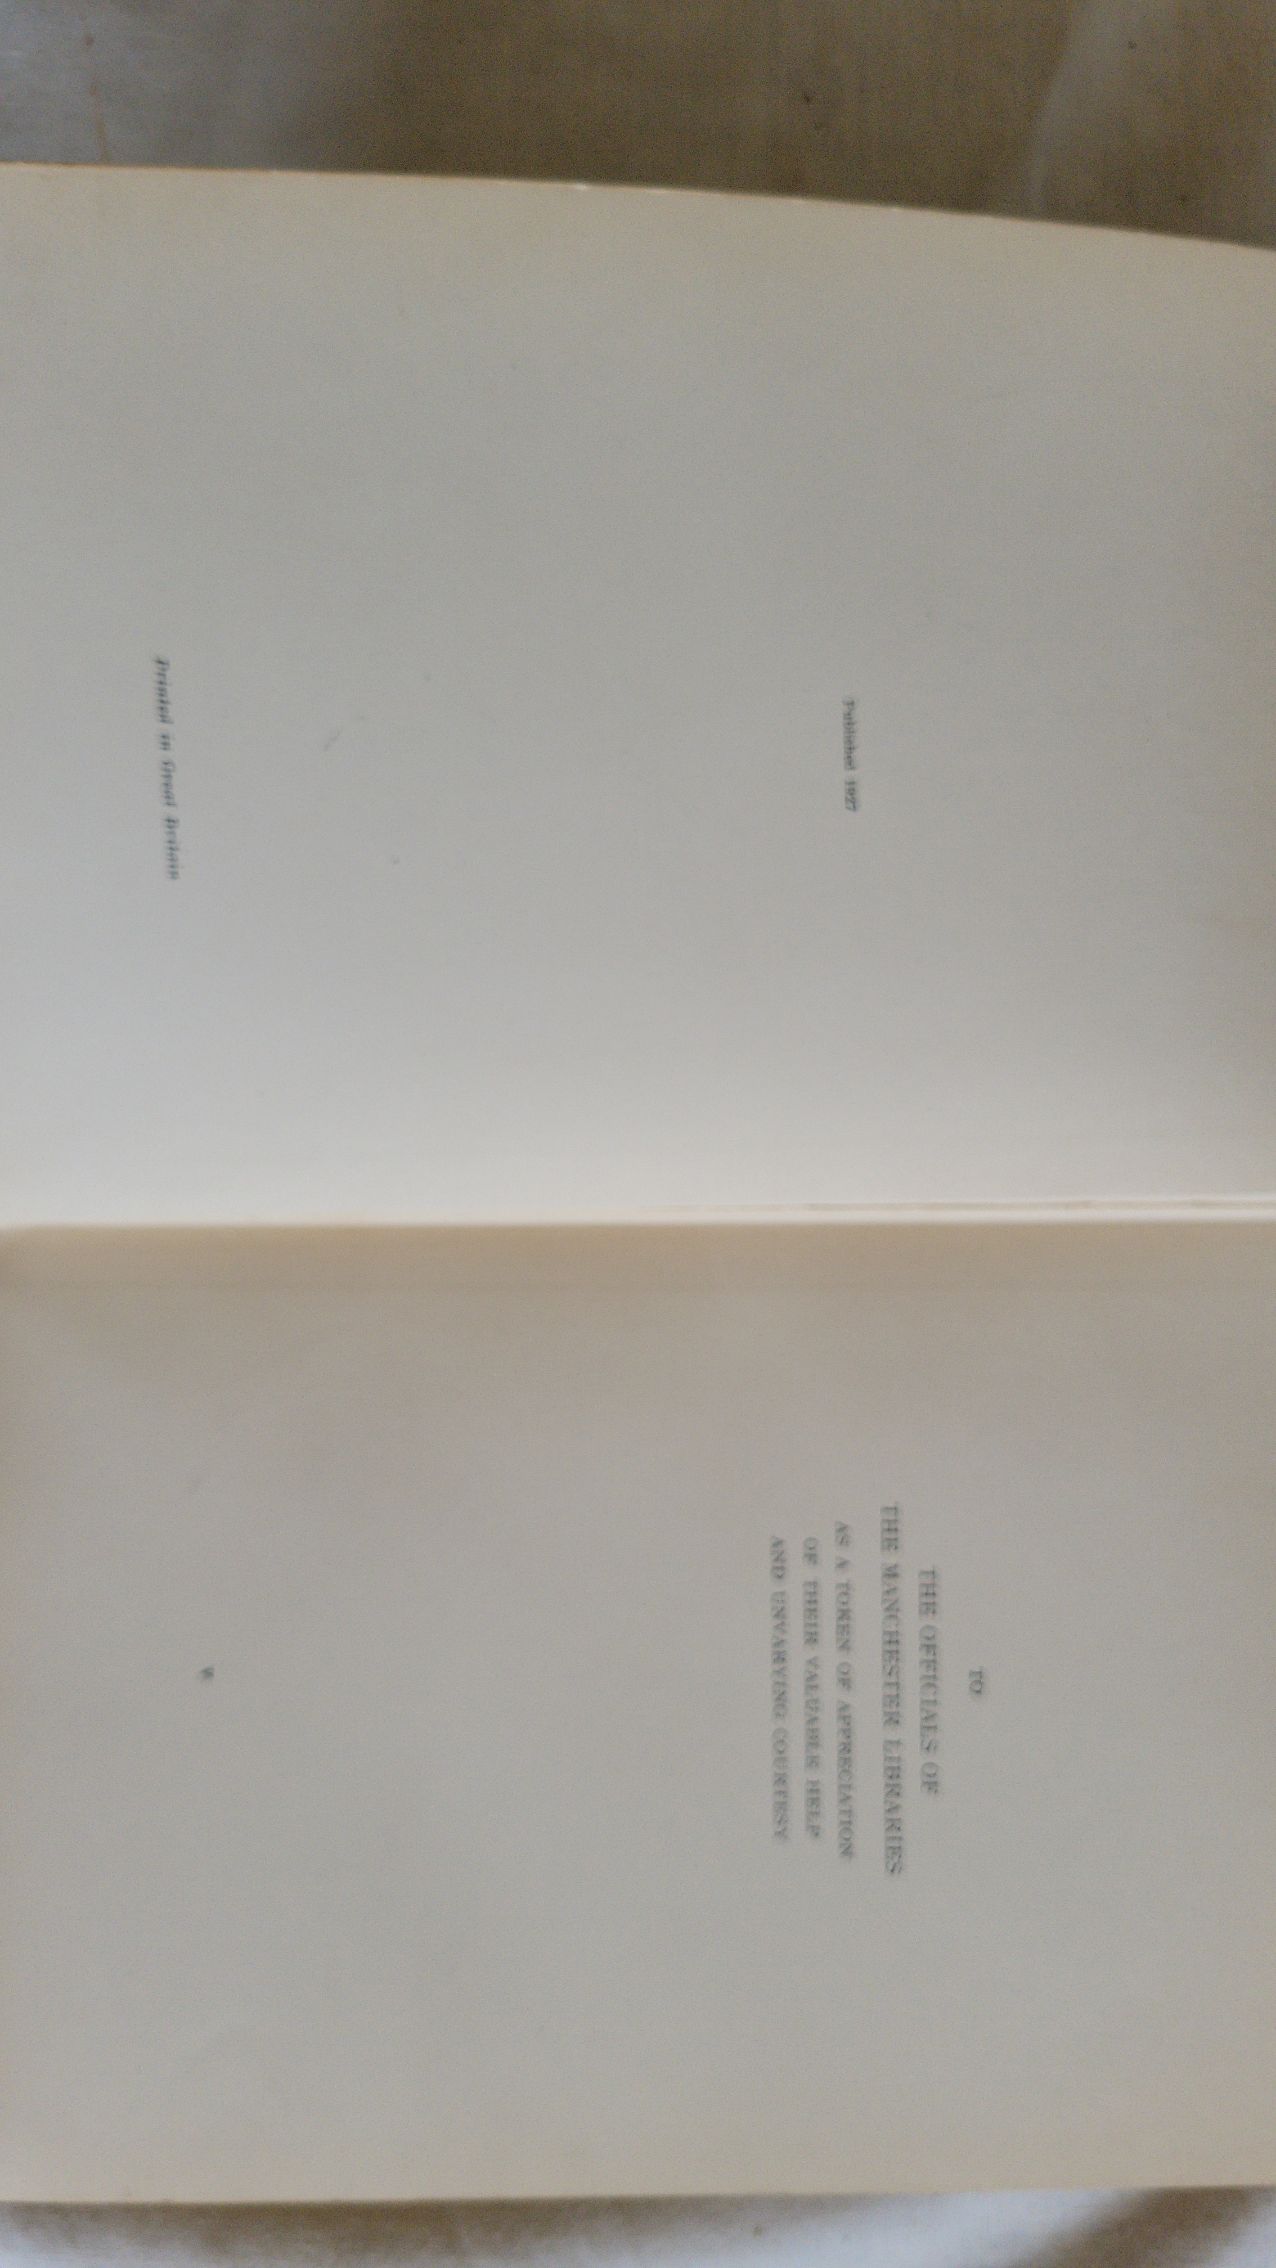 Published 1927
Printed in Great Britain
TO
THE OFFICIALS OF
THE MANCHESTER LIBRARIES
AS A TOKEN OF APPRECIATION
OF THEIR VALUABLE HELP
AND UNVARYING COURTESY